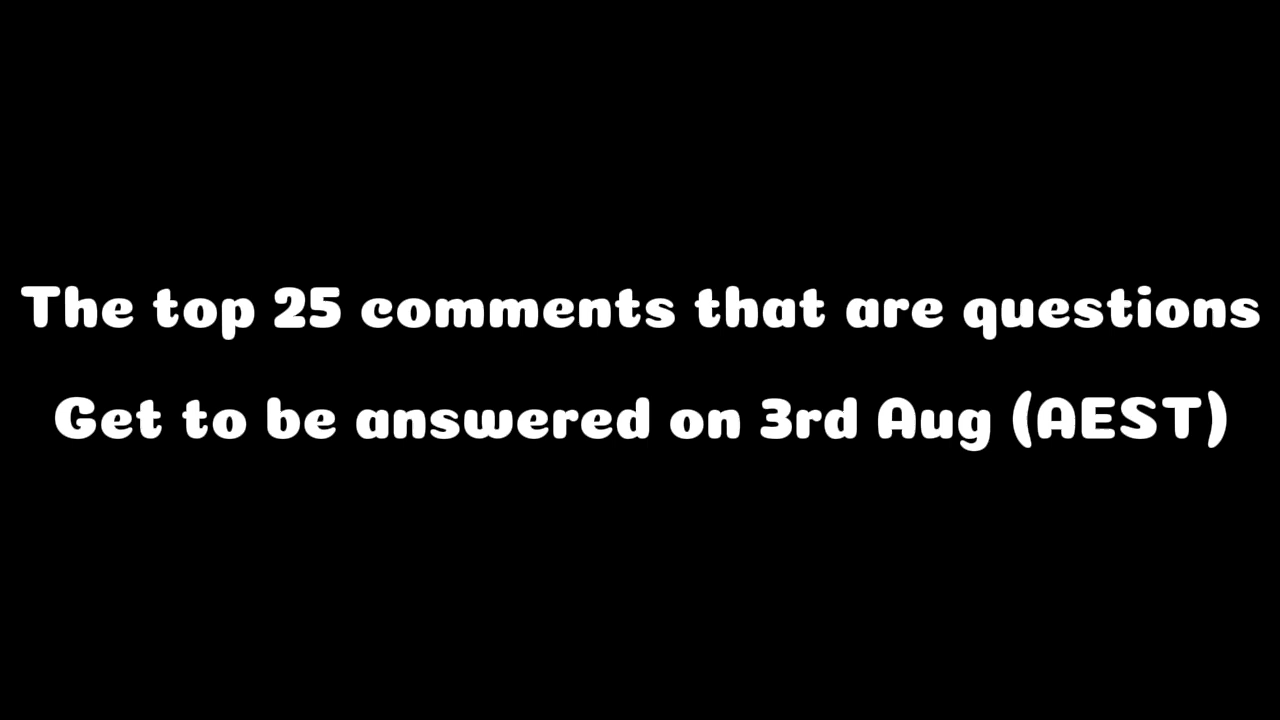 The top 25 comments that are questions
Get to be answered on 3rd Aug (AEST)